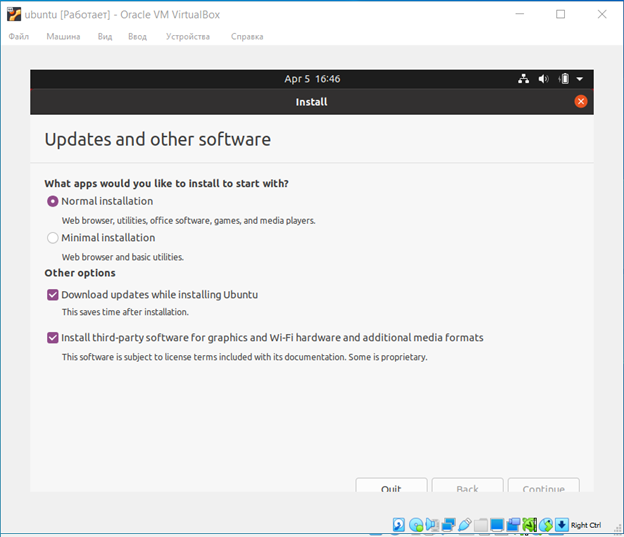 ubuntu [Работает] - Oracle VM VirtualBox
Файл Машина Вид Ввод Устройства Справка
Apr 5 16:46
Install
Updates and other software
What apps would you like to install to start with?
Normal installation
Web browser, utilities, office software, games, and media players.
Minimal installation
Web browser and basic utilities.
Other options
Download updates while installing Ubuntu
This saves time after installation.
Install third-party software for graphics and Wi-Fi hardware and additional media formats
This software is subject to license terms included with its documentation. Some is proprietary.
Quit Back Continue
Right Ctrl